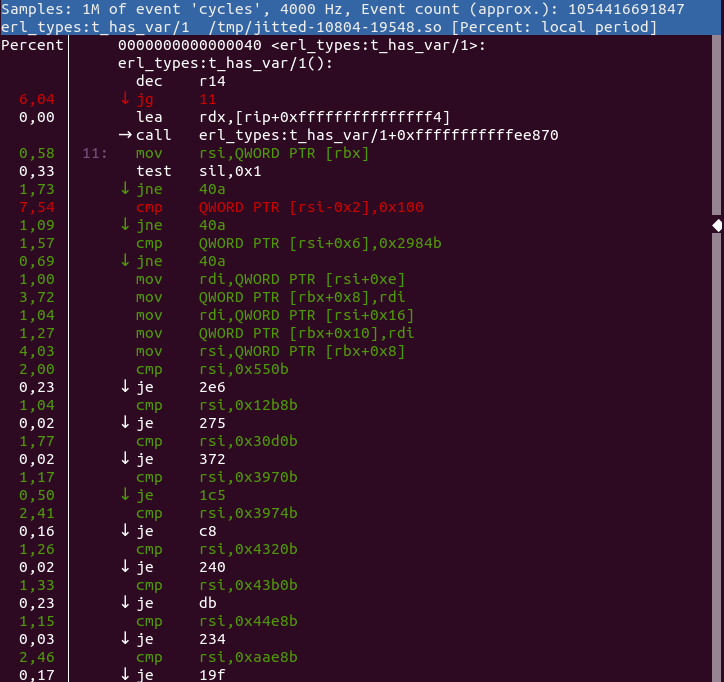 Samples: 1M of event 'cycles', 4000 Hz, Event count (approx.): 1054416691847
erl_types:t_has_var/1  /tmp/jitted-10804-19548.so [Percent: local period]
Percent      0000000000000040 <erl_types:t_has_var/1>:
             erl_types:t_has_var/1():
               dec    r14
  6,04       ↓ jg     11
  0,00         lea    rdx,[rip+0xfffffffffffffff4]
             → call   erl_types:t_has_var/1+0xfffffffffffee870
  0,58   11:   mov    rsi,QWORD PTR [rbx]
  0,33         test   sil,0x1
  1,73       ↓ jne    40a
  7,54         cmp    QWORD PTR [rsi-0x2],0x100
  1,09       ↓ jne    40a
  1,57         cmp    QWORD PTR [rsi+0x6],0x2984b
  0,69       ↓ jne    40a
  1,00         mov    rdi,QWORD PTR [rsi+0xe]
  3,72         mov    QWORD PTR [rbx+0x8],rdi
  1,04         mov    rdi,QWORD PTR [rsi+0x16]
  1,27         mov    QWORD PTR [rbx+0x10],rdi
  4,03         mov    rsi,QWORD PTR [rbx+0x8]
  2,00         cmp    rsi,0x550b
  0,23       ↓ je     2e6
  1,04         cmp    rsi,0x12b8b
  0,02       ↓ je     275
  1,77         cmp    rsi,0x30d0b
  0,02       ↓ je     372
  1,17         cmp    rsi,0x3970b
  0,50       ↓ je     1c5
  2,41         cmp    rsi,0x3974b
  0,16       ↓ je     c8
  1,26         cmp    rsi,0x4320b
  0,02       ↓ je     240
  1,33         cmp    rsi,0x43b0b
  0,23       ↓ je     db
  1,15         cmp    rsi,0x44e8b
  0,03       ↓ je     234
  2,46         cmp    rsi,0xaae8b
  0,17       ↓ je     19f